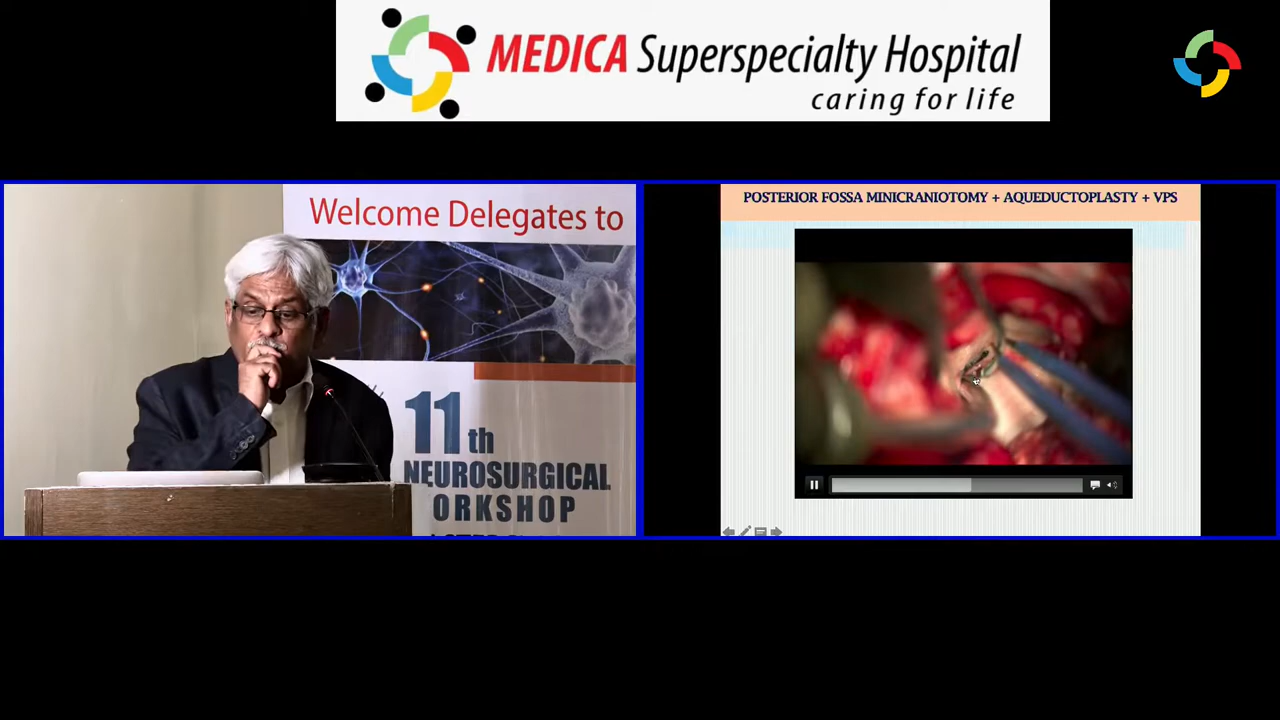 MEDICA Superspecialty Hospital
caring for life
Welcome Delegates to
11th
NEUROSURGICAL
ORKSHOP
POSTERIOR FOSSA MINICRANIOTOMY + AQUEDUCTOPLASTY + VPS